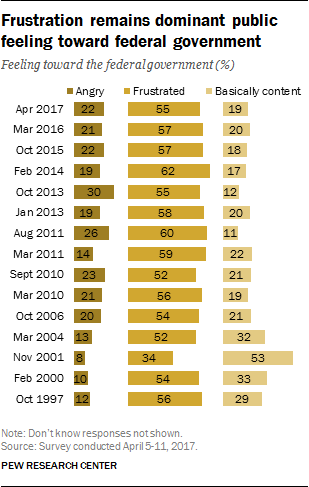 Frustration remains dominant public
feeling toward federal government
Feeling toward the federal government (%)
Angry Frustrated Basically content
Apr 2017 22 55 19
Mar 2016 21 57 20
Oct 2015 22 57 18
Feb 2014 19 62 17
Oct 2013 30 55 12
Jan 2013 19 58 20
Aug 2011 26 60 11
Mar 2011 14 59 22
Sept 2010 23 52 21
Mar 2010 21 56 19
Oct 2006 20 54 21
Mar 2004 13 52 32
Nov 2001 8 34 53
Feb 2000 10 54 33
Oct 1997 12 56 29
Note: Don't know responses not shown.
Source: Survey conducted April 5-11, 2017.
PEW RESEARCH CENTER